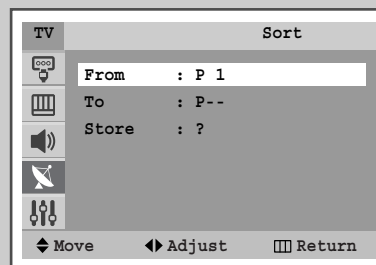 TV Sort
From : P 1
To : P--
Store : ?
Move Adjust Return